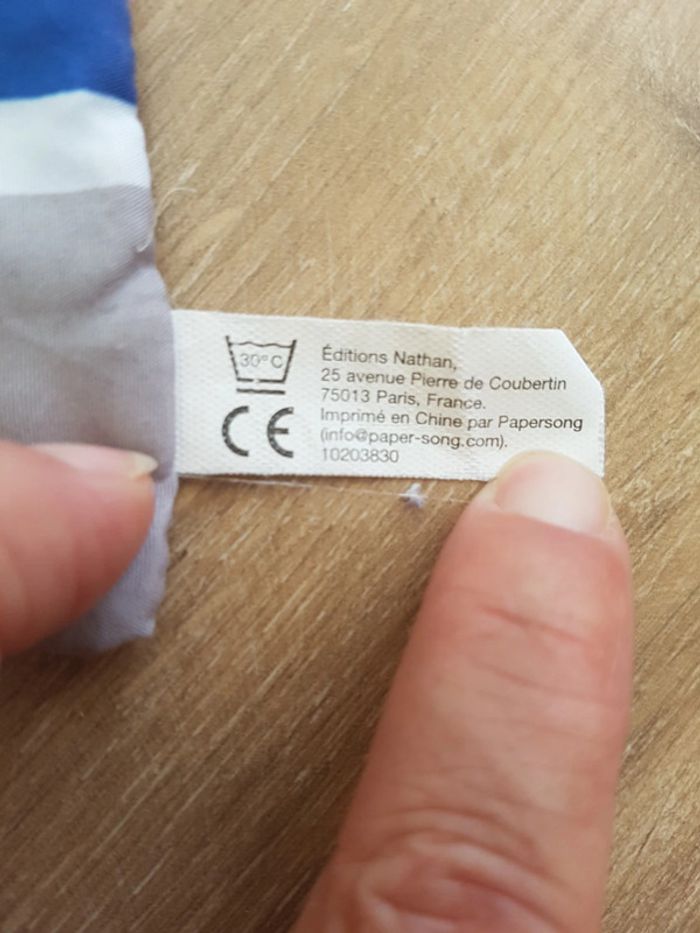 30°C
CE
Éditions Nathan,
25 avenue Pierre de Coubertin
75013 Paris, France.
Imprimé en Chine par Papersong
(info@paper-song.com).
10203830